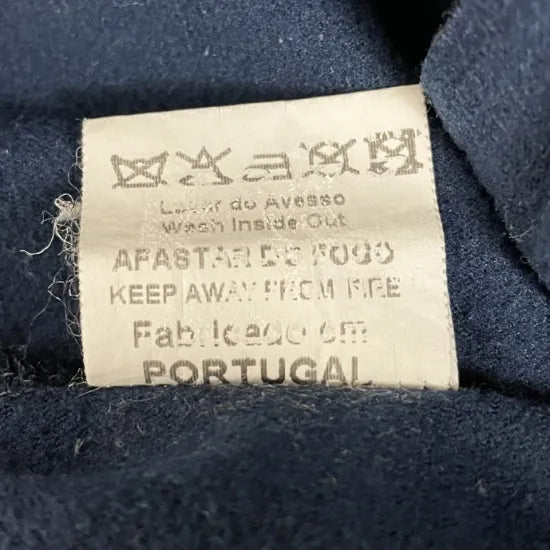 Lavar do Avesso
Wash Inside Out
AFASTAR DO FOGO
KEEP AWAY FROM FIRE
Fabricado em
PORTUGAL